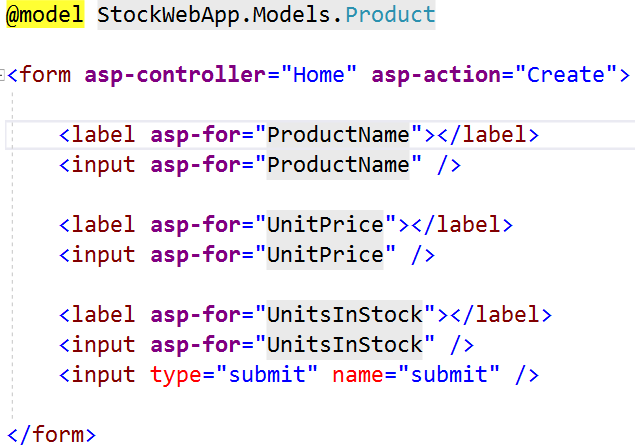 @model StockWebApp.Models.Product
<form asp-controller="Home" asp-action="Create">
<label asp-for="ProductName"></label>
<input asp-for="ProductName" />
<label asp-for="UnitPrice"></label>
<input asp-for="UnitPrice" />
<label asp-for="UnitsInStock"></label>
<input asp-for="UnitsInStock" />
<input type="submit" name="submit" />
</form>